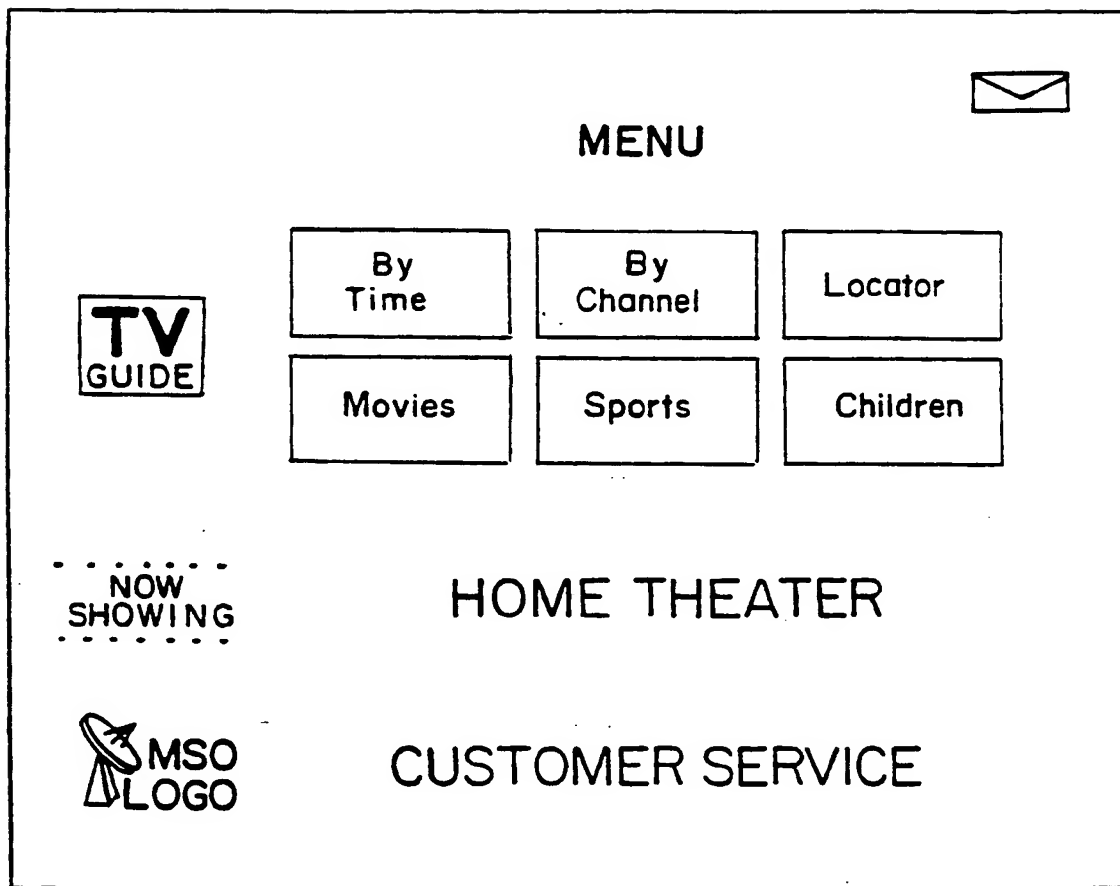 MENU
By
Time
By
Channel
Locator
TV
GUIDE
Movies
Sports
Children
NOW
SHOWING
HOME THEATER
MSO
LOGO
CUSTOMER SERVICE